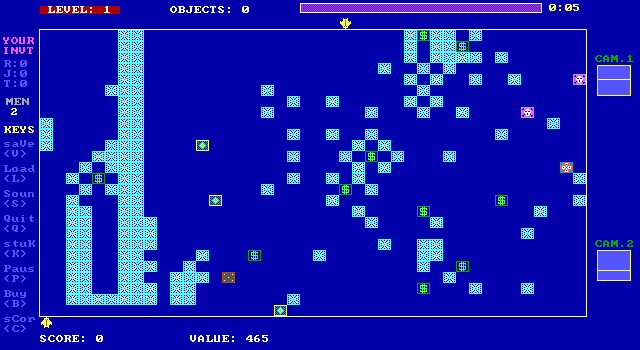 LEVEL: 1 OBJECTS: 0 0:05
YOUR
INVT
R:0
J:0
T:0
MEN
2
KEYS
saVe
<V>
Load
<L>
Soun
<S>
Quit
<Q>
stuK
<K>
Paus
<P>
Buy
<B>
sCor
<C>
CAM.1
CAM.2
SCORE: 0 VALUE: 465